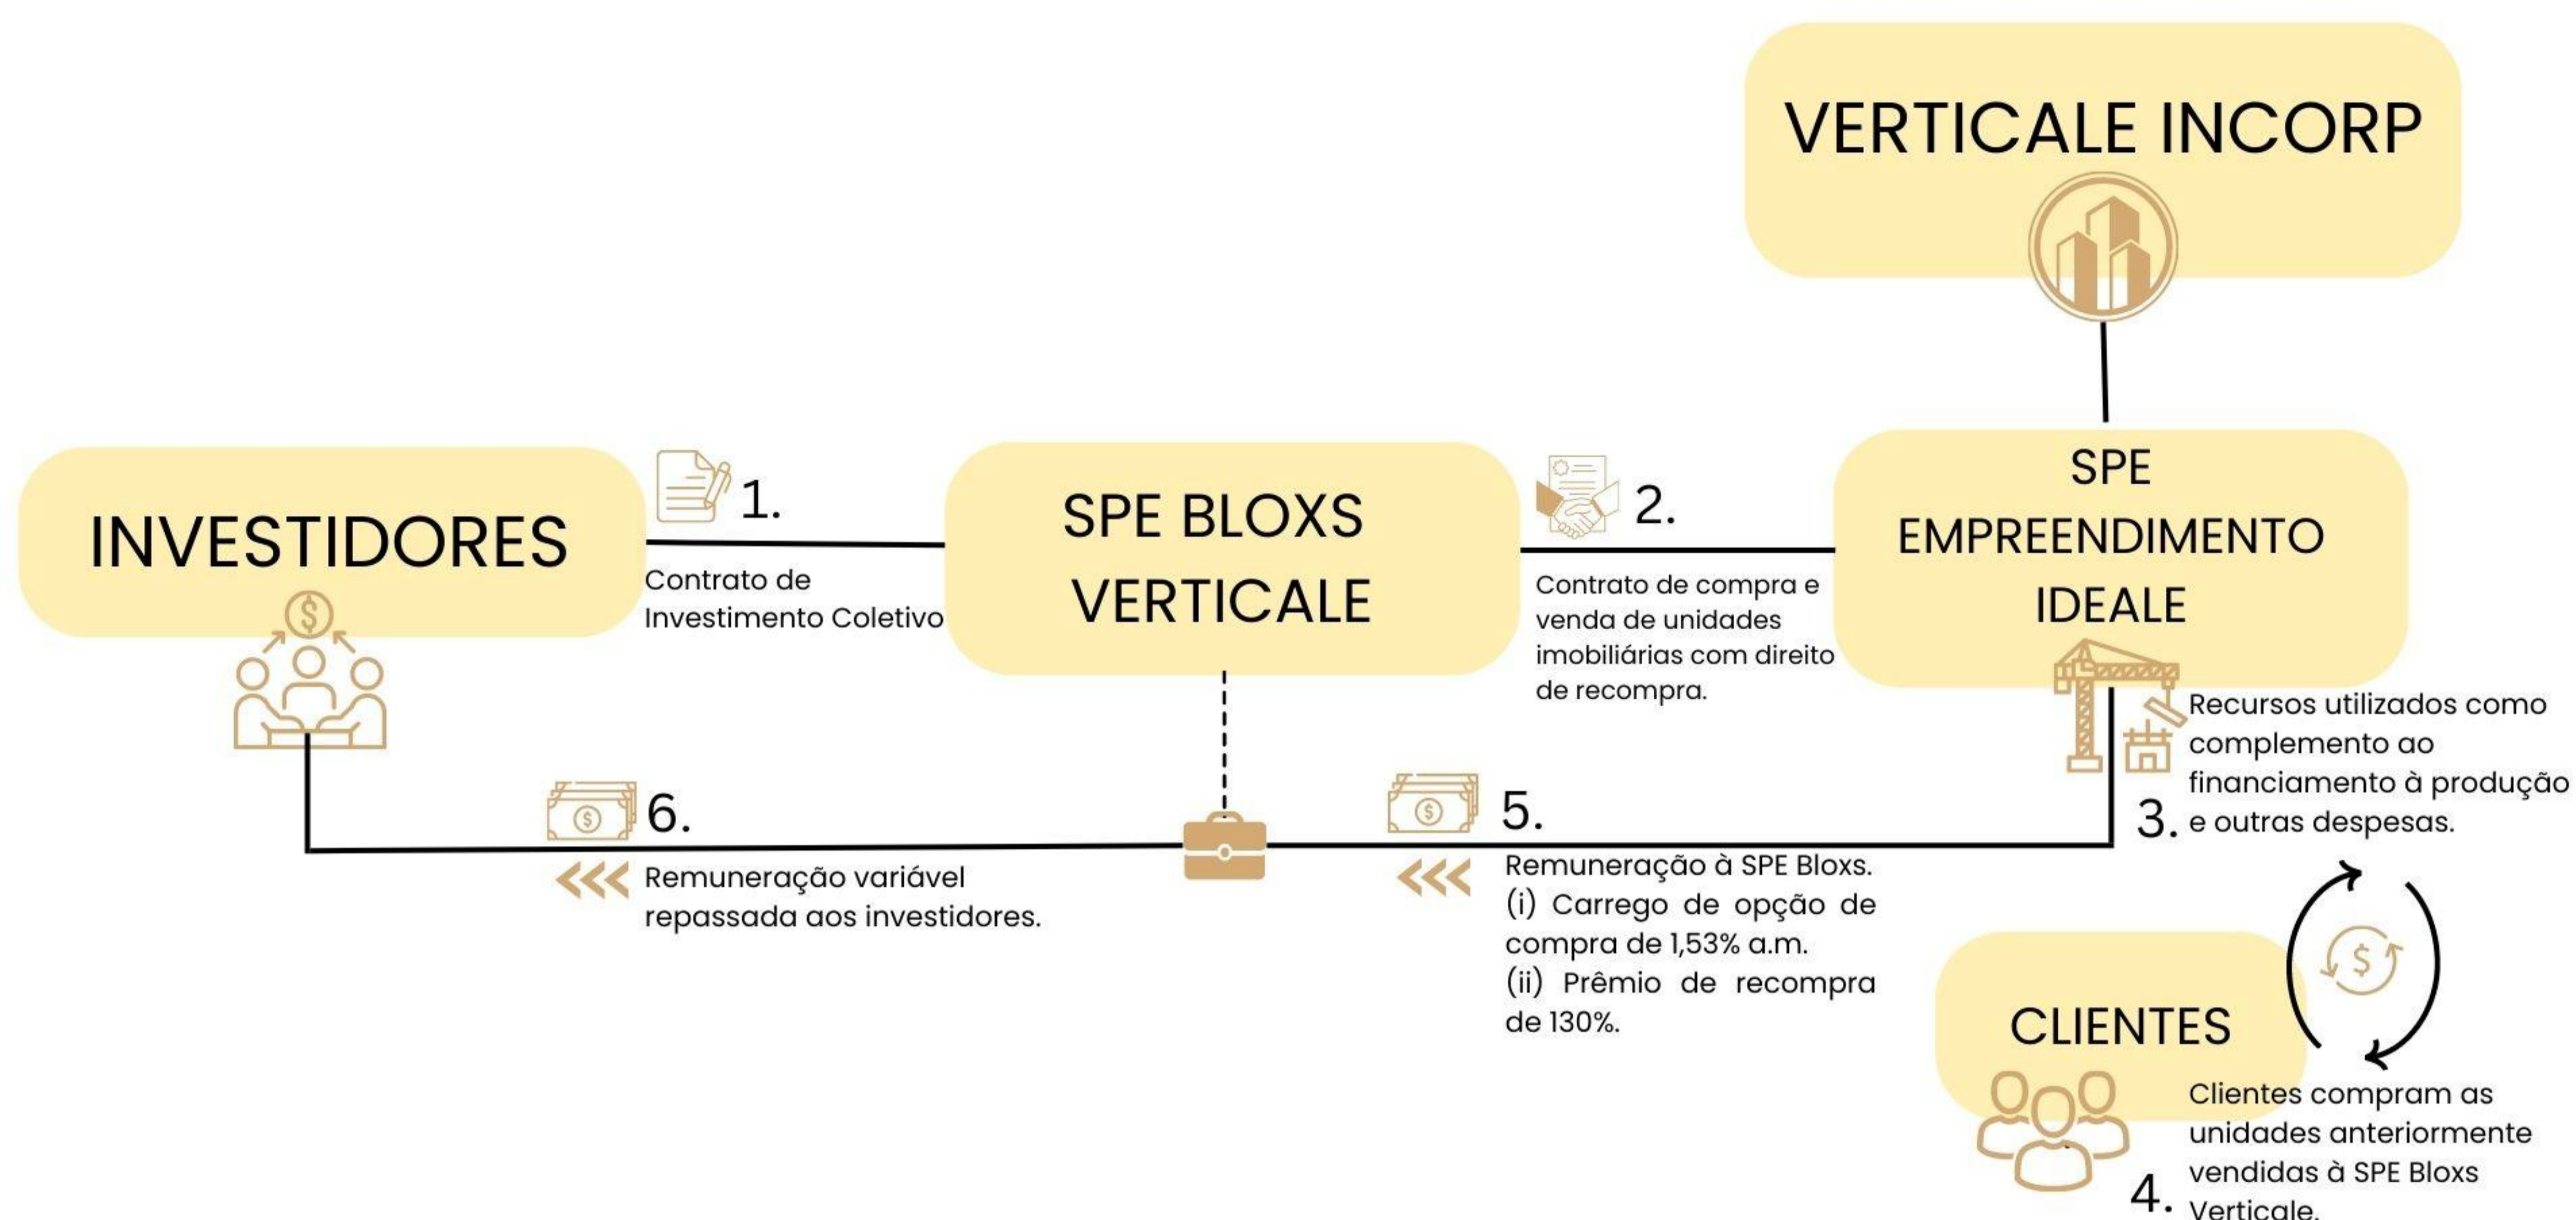 VERTICALE INCORP
INVESTIDORES
1.
Contrato de
Investimento Coletivo
SPE BLOXS
VERTICALE
2.
Contrato de compra e
venda de unidades
imobiliárias com direito
de recompra.
SPE
EMPREENDIMENTO
IDEALE
3.
Recursos utilizados como
complemento ao
financiamento à produção
e outras despesas.
CLIENTES
4.
Clientes compram as
unidades anteriormente
vendidas à SPE Bloxs
Verticale.
5.
Remuneração à SPE Bloxs.
(i) Carrego de opção de
compra de 1,53% a.m.
(ii) Prêmio de recompra
de 130%.
6.
Remuneração variável
repassada aos investidores.